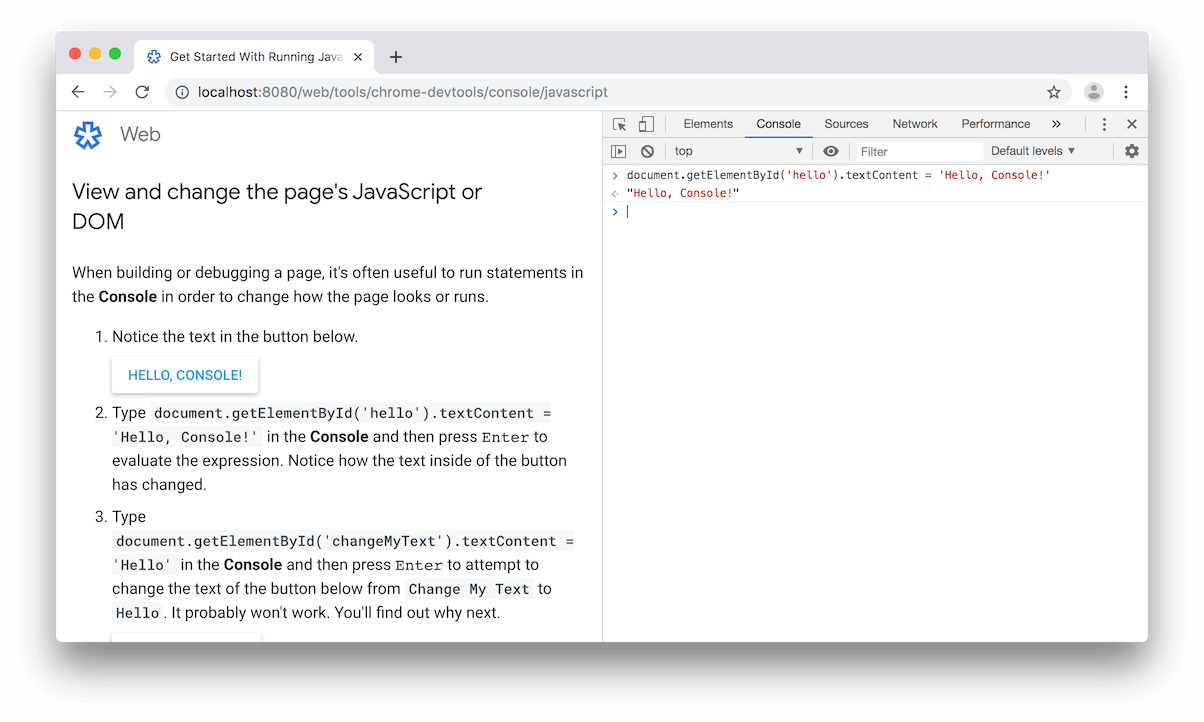 Get Started With Running Java
localhost:8080/web/tools/chrome-devtools/console/javascript
Web
View and change the page's JavaScript or
DOM
When building or debugging a page, it's often useful to run statements in
the Console in order to change how the page looks or runs.
1. Notice the text in the button below.
HELLO, CONSOLE!
2. Type document.getElementById('hello').textContent =
'Hello, Console!' in the Console and then press Enter to
evaluate the expression. Notice how the text inside of the button
has changed.
3. Type
document.getElementById('changeMyText').textContent =
'Hello' in the Console and then press Enter to attempt to
change the text of the button below from Change My Text to
Hello. It probably won't work. You'll find out why next.
Elements Console Sources Network Performance »
top Filter Default levels
> document.getElementById('hello').textContent = 'Hello, Console!'
"Hello, Console!"
>